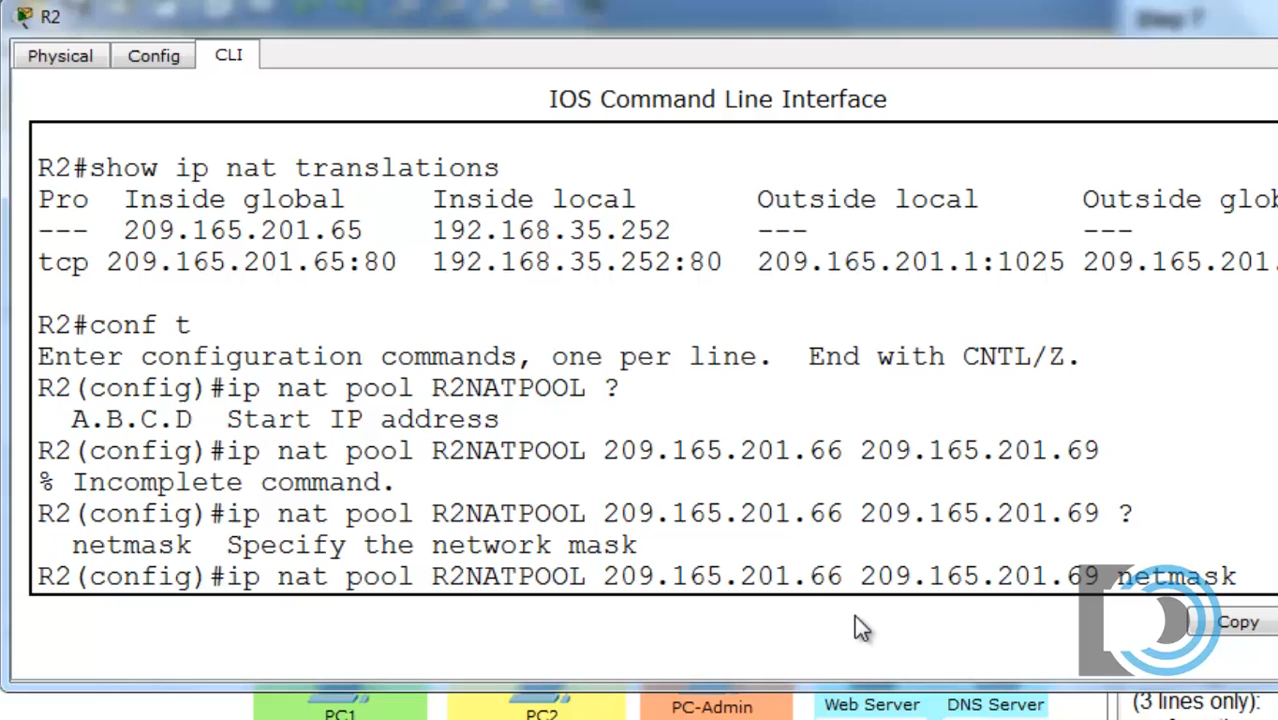 R2
Step 7
Physical Config CLI
IOS Command Line Interface
R2#show ip nat translations
Pro Inside global Inside local Outside local Outside glob
--- 209.165.201.65 192.168.35.252 --- ---
tcp 209.165.201.65:80 192.168.35.252:80 209.165.201.1:1025 209.165.201.
R2#conf t
Enter configuration commands, one per line. End with CNTL/Z.
R2(config)#ip nat pool R2NATPOOL ?
A.B.C.D Start IP address
R2(config)#ip nat pool R2NATPOOL 209.165.201.66 209.165.201.69
% Incomplete command.
R2(config)#ip nat pool R2NATPOOL 209.165.201.66 209.165.201.69 ?
netmask Specify the network mask
R2(config)#ip nat pool R2NATPOOL 209.165.201.66 209.165.201.69 netmask
Copy
PC1 PC2 PC-Admin Web Server DNS Server
(3 lines only):